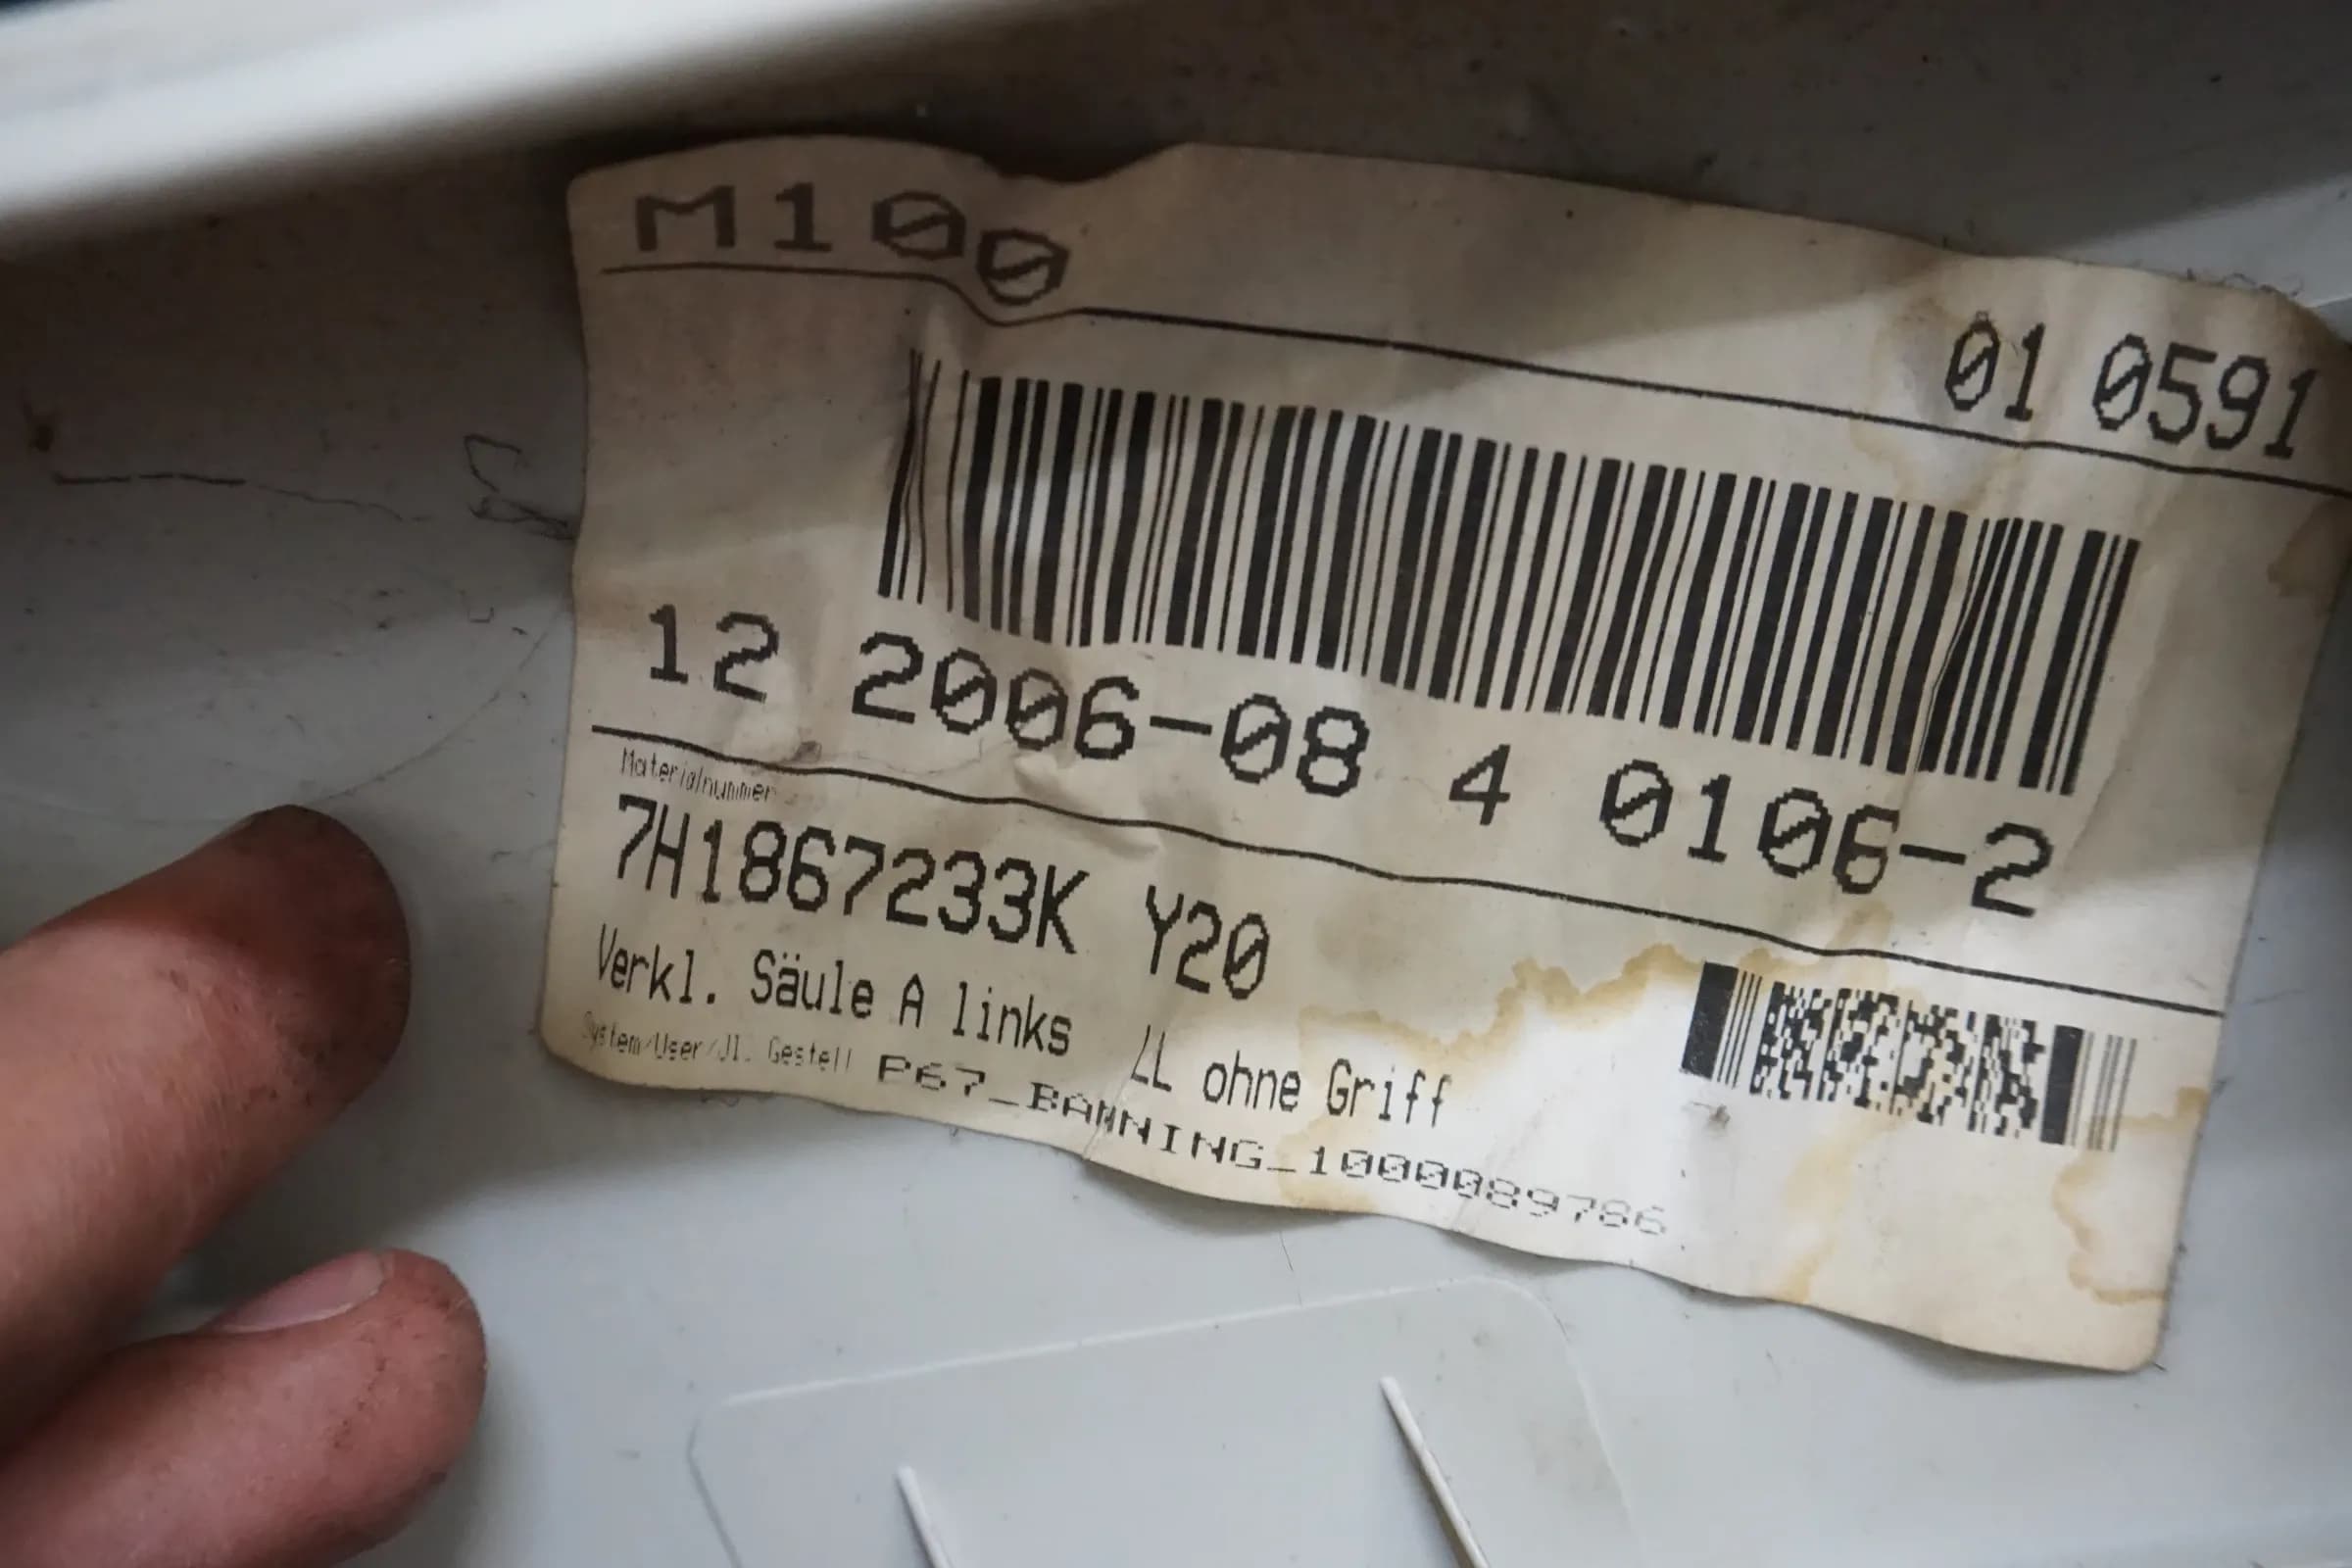 M100
01 0591
12 2006-08 4 0106-2
Materialnummer
7H1867233K Y20
Verkl. Säule A links LL ohne Griff
System/User/Jl. Gestell P67_BANNING_1000089786